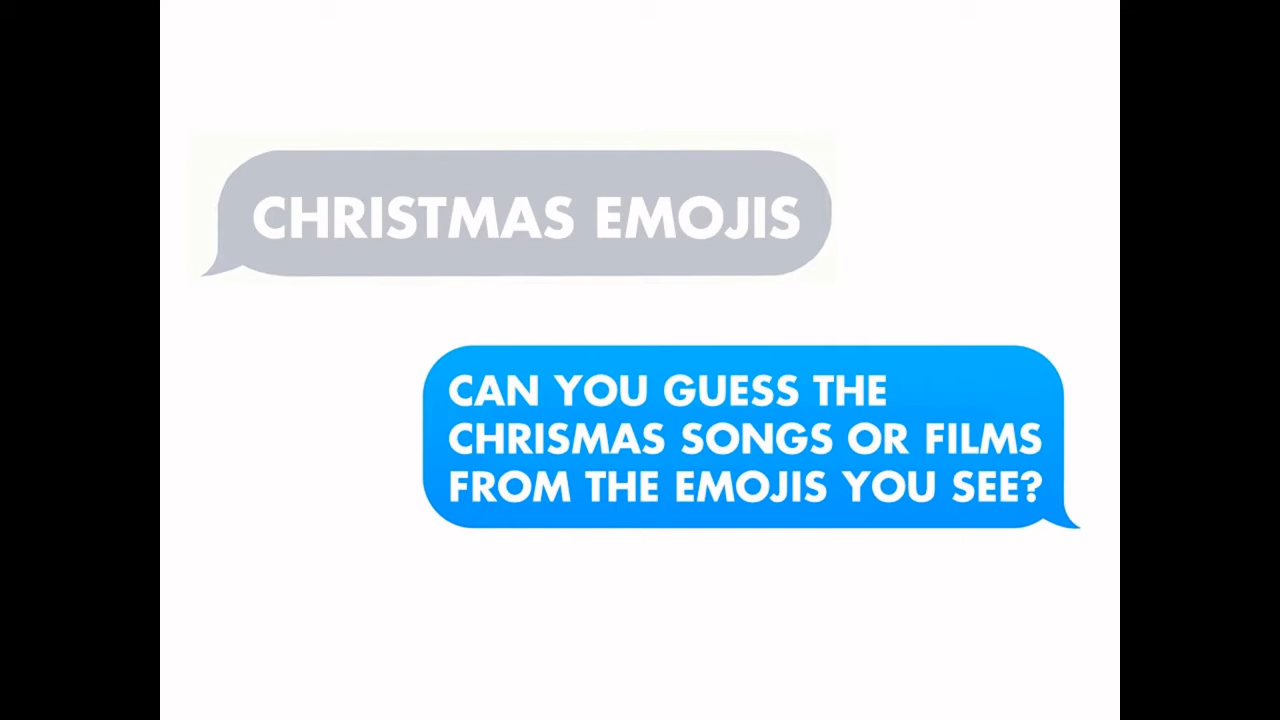 CHRISTMAS EMOJIS
CAN YOU GUESS THE
CHRISMAS SONGS OR FILMS
FROM THE EMOJIS YOU SEE?